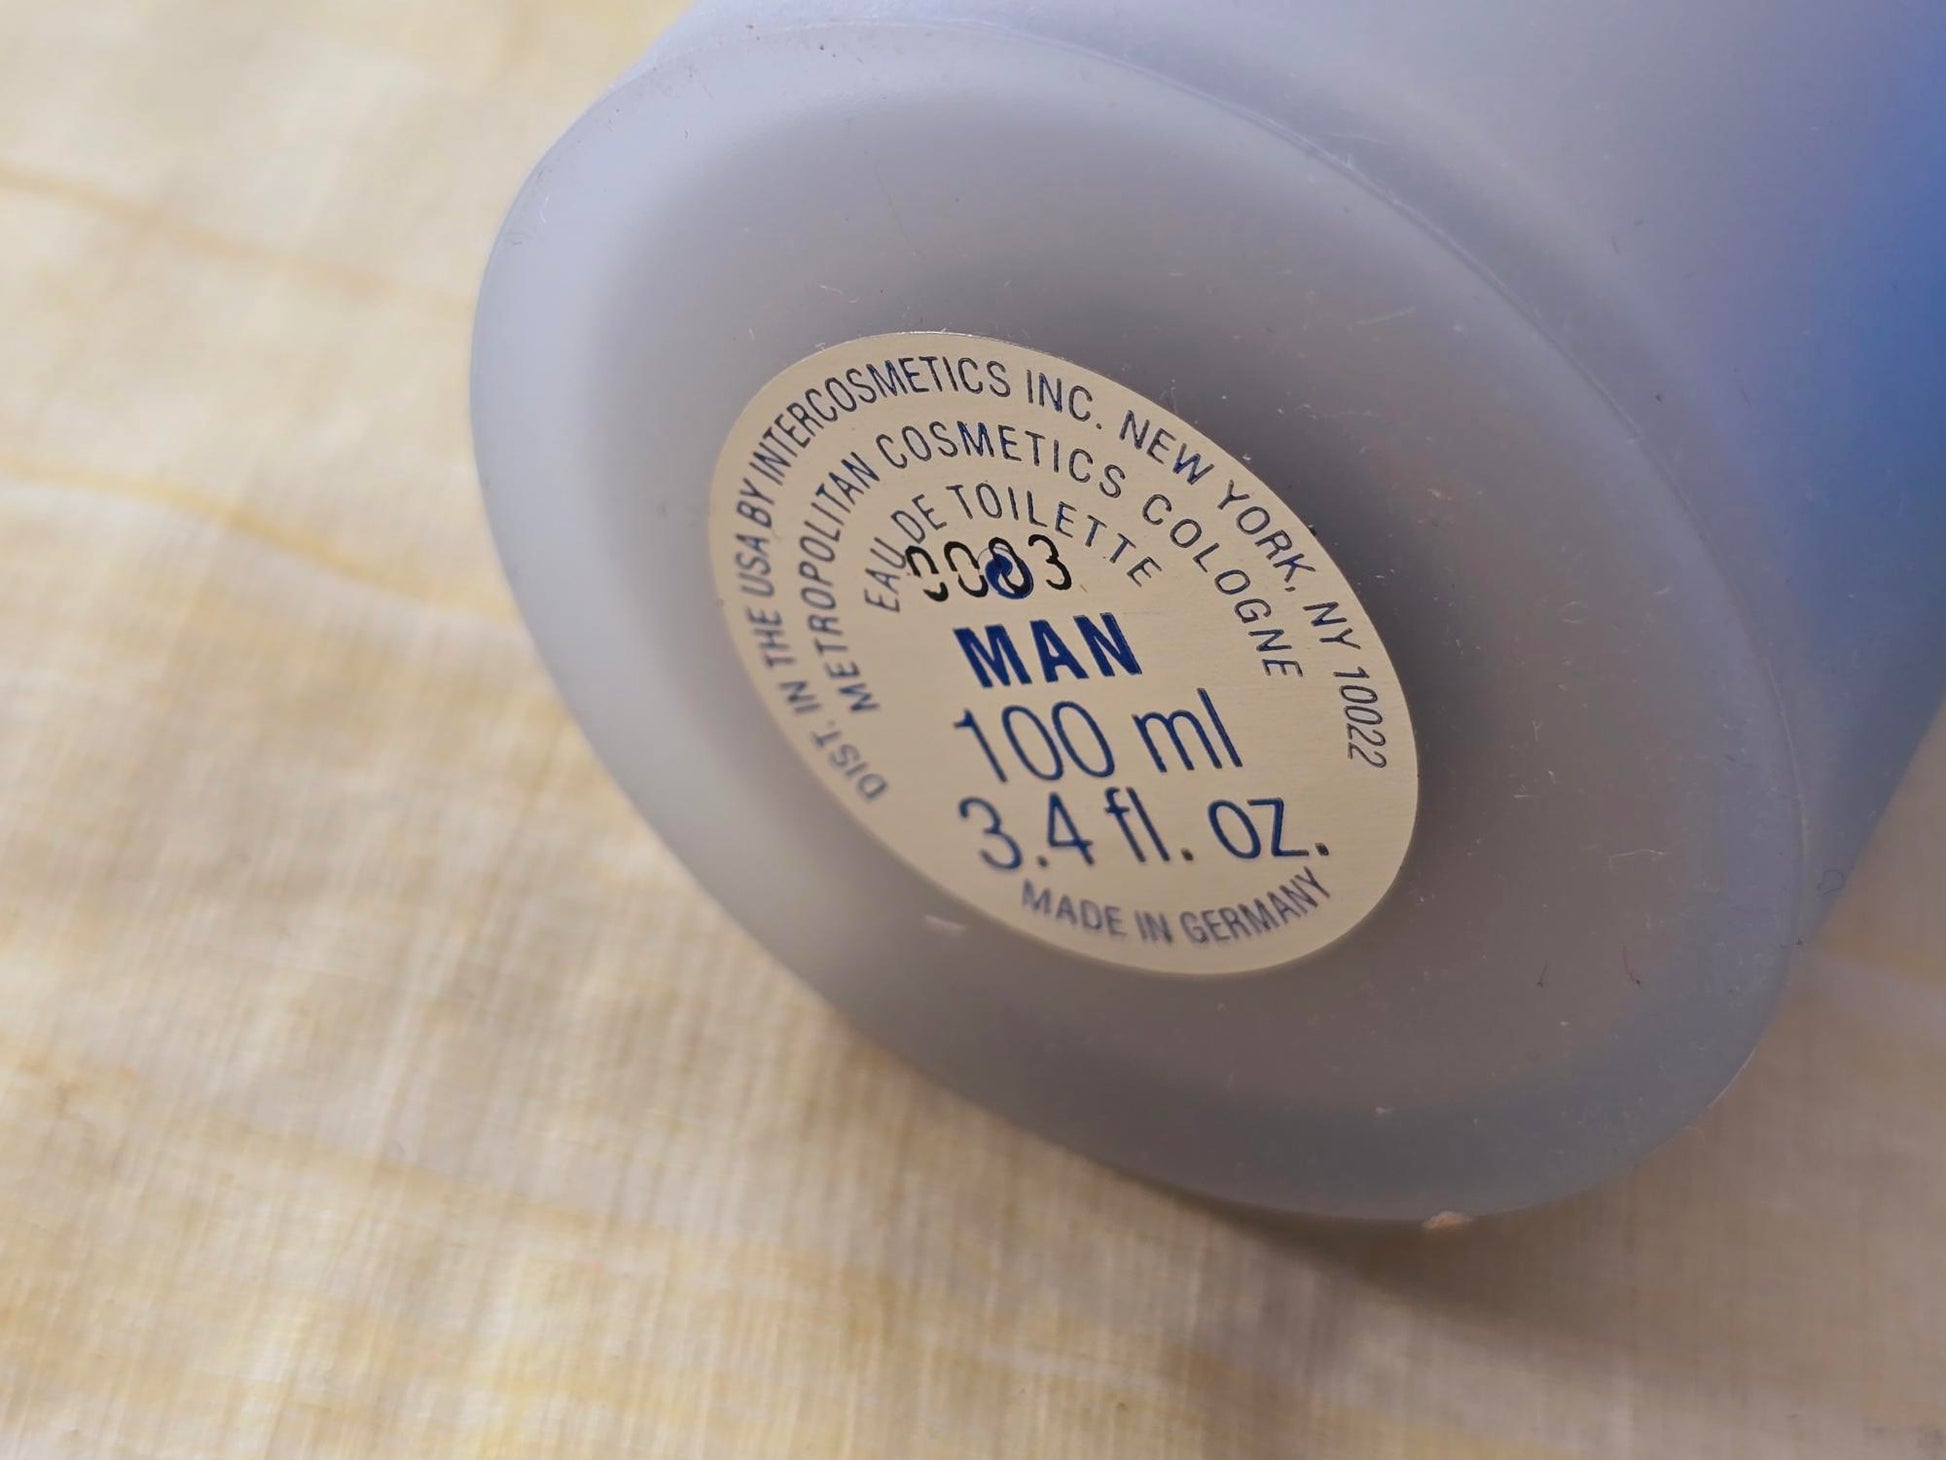 DIST. IN THE USA BY INTERCOSMETICS INC. NEW YORK, NY 10022
METROPOLITAN COSMETICS COLOGNE
EAU DE TOILETTE
MAN
100 ml
3.4 fl. oz.
MADE IN GERMANY